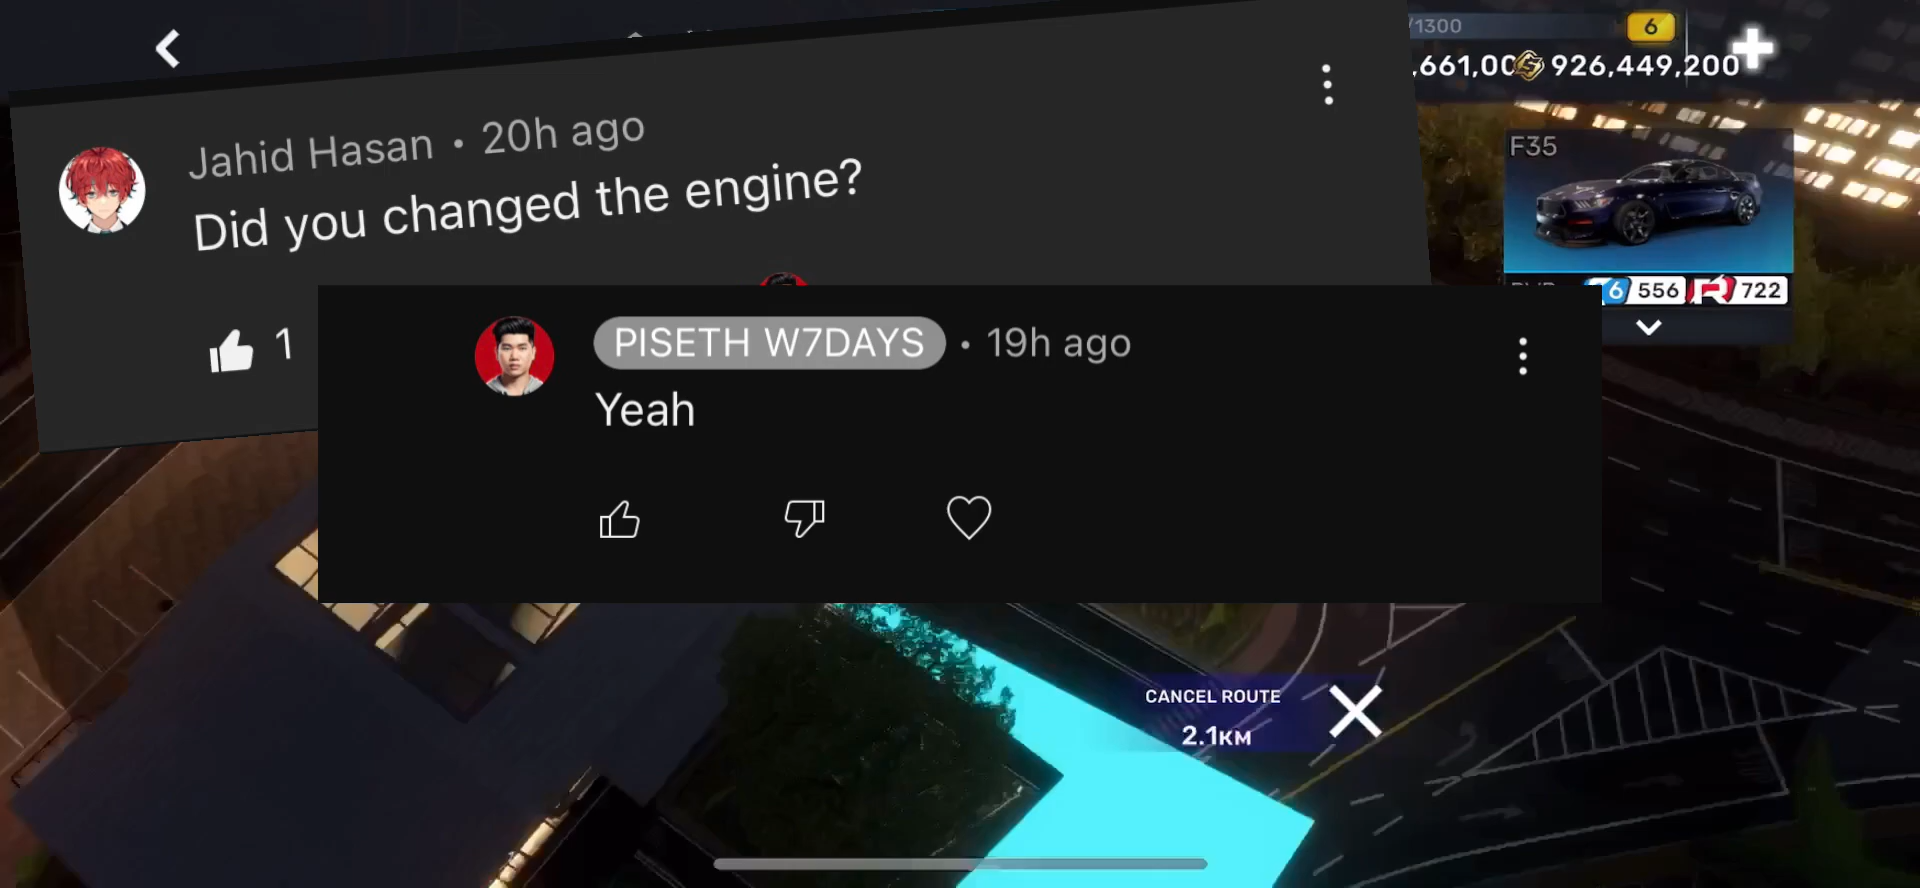 /1300
6
,661,00
926,449,200
Jahid Hasan • 20h ago
Did you changed the engine?
1
F35
6 556 R 722
PISETH W7DAYS • 19h ago
Yeah
CANCEL ROUTE
2.1KM